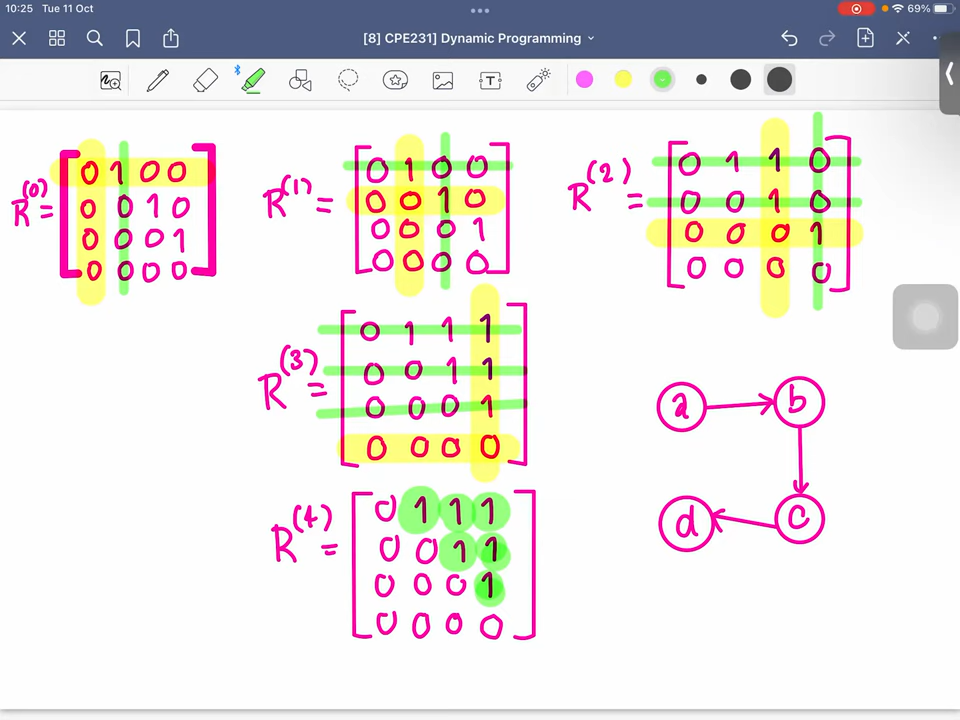 10:25 Tue 11 Oct
69%
[8] CPE231] Dynamic Programming
T
R(0) =
0 1 0 0
0 0 1 0
0 0 0 1
0 0 0 0
R(1) =
0 1 0 0
0 0 1 0
0 0 0 1
0 0 0 0
R(2) =
0 1 1 0
0 0 1 0
0 0 0 1
0 0 0 0
R(3) =
0 1 1 1
0 0 1 1
0 0 0 1
0 0 0 0
R(4) =
0 1 1 1
0 0 1 1
0 0 0 1
0 0 0 0
a b
d c